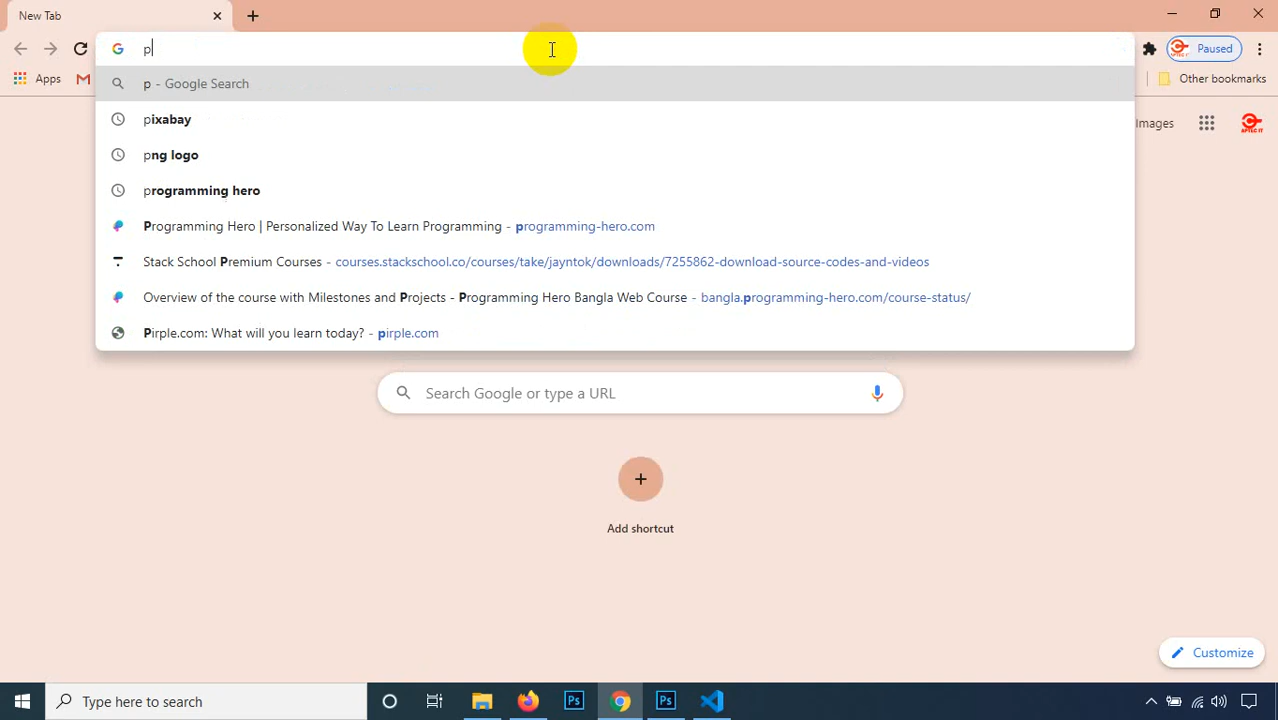 New Tab
p
Paused
Apps
Other bookmarks
p - Google Search
pixabay
Images
png logo
programming hero
Programming Hero | Personalized Way To Learn Programming - programming-hero.com
Stack School Premium Courses - courses.stackschool.co/courses/take/jayntok/downloads/7255862-download-source-codes-and-videos
Overview of the course with Milestones and Projects - Programming Hero Bangla Web Course - bangla.programming-hero.com/course-status/
Pirple.com: What will you learn today? - pirple.com
Search Google or type a URL
Add shortcut
Customize
Type here to search
Ps
Ps